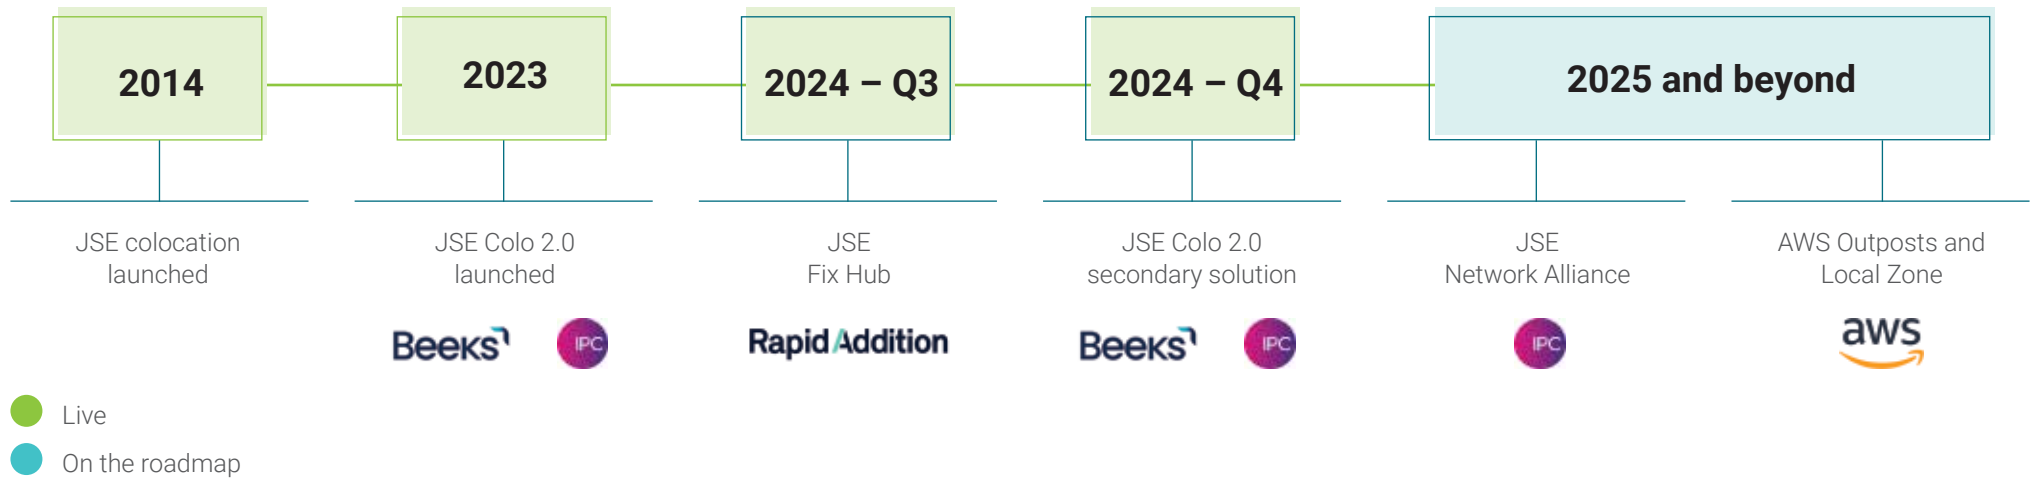 2014
2023
2024 – Q3
2024 – Q4
2025 and beyond
JSE colocation
launched
JSE Colo 2.0
launched
JSE
Fix Hub
JSE Colo 2.0
secondary solution
JSE
Network Alliance
AWS Outposts and
Local Zone
Beeks
IPC
Rapid Addition
Beeks
IPC
IPC
aws
Live
On the roadmap